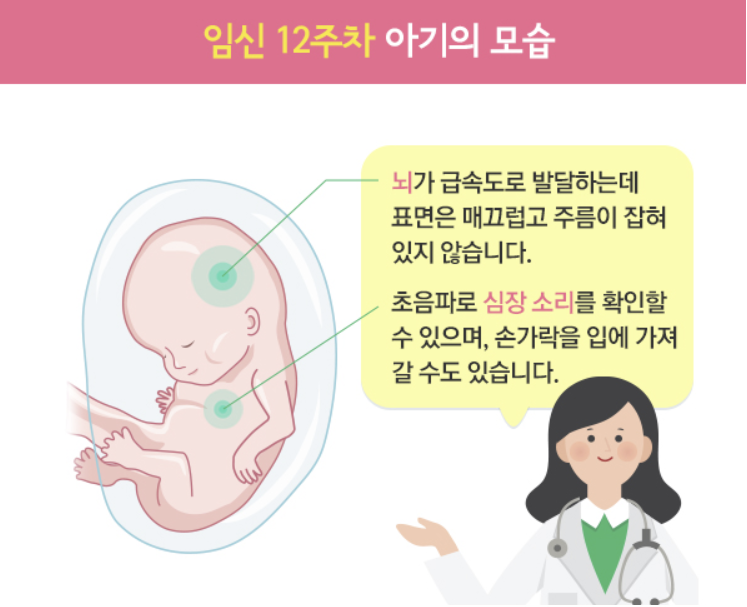 임신 12주차 아기의 모습
뇌가 급속도로 발달하는데
표면은 매끄럽고 주름이 잡혀
있지 않습니다.
초음파로 심장 소리를 확인할
수 있으며, 손가락을 입에 가져
갈 수도 있습니다.